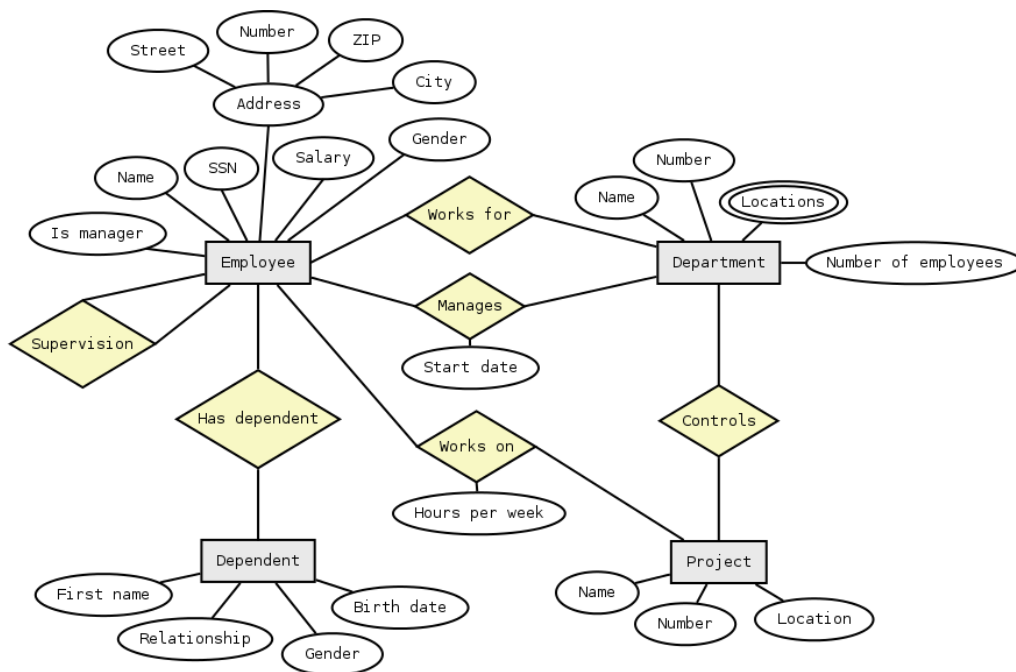 Number
ZIP
Street
City
Address
Gender
Salary
Number
SSN
Name
Name
Locations
Works for
Is manager
Employee
Department
Number of employees
Manages
Supervision
Start date
Has dependent
Controls
Works on
Hours per week
Dependent
Project
First name
Birth date
Name
Relationship
Number
Location
Gender